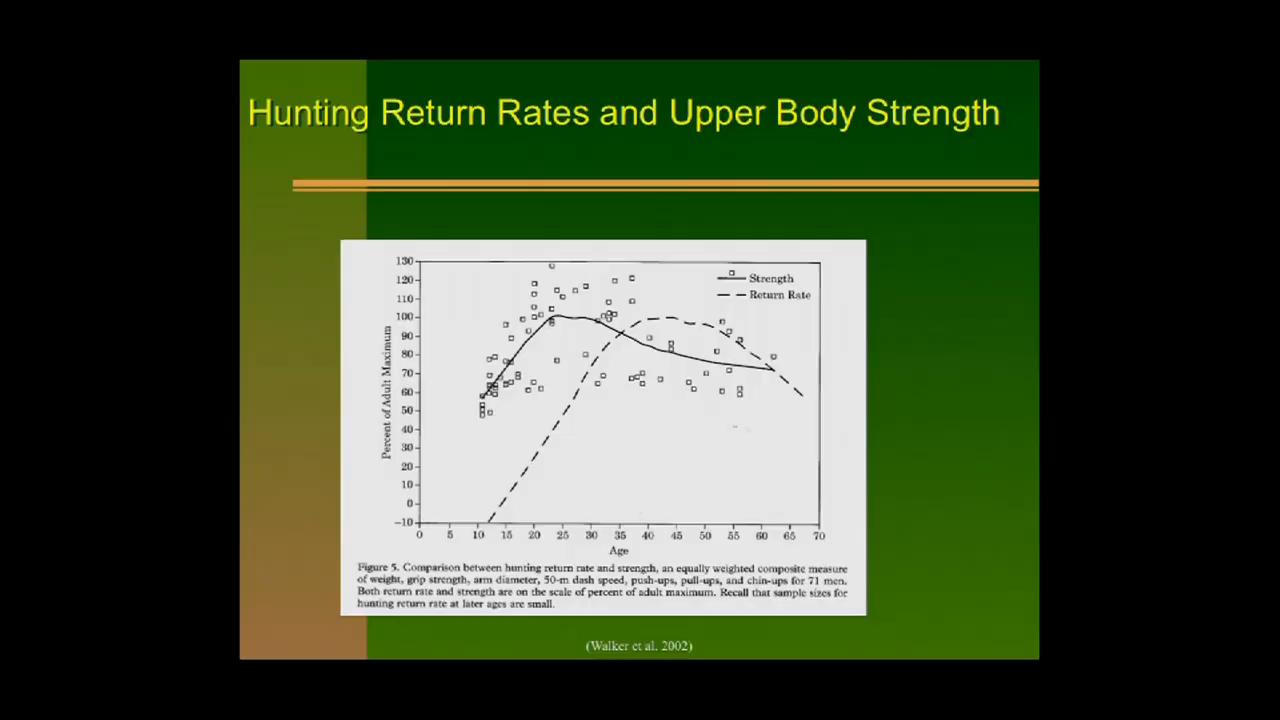 Hunting Return Rates and Upper Body Strength
130
120
110
100
90
80
70
60
50
40
30
20
10
0
-10
Percent of Adult Maximum
Strength
Return Rate
0 5 10 15 20 25 30 35 40 45 50 55 60 65 70
Age
Figure 5. Comparison between hunting return rate and strength, an equally weighted composite measure
of weight, grip strength, arm diameter, 50-m dash speed, push-ups, pull-ups, and chin-ups for 71 men.
Both return rate and strength are on the scale of percent of adult maximum. Recall that sample sizes for
hunting return rate at later ages are small.
(Walker et al. 2002)